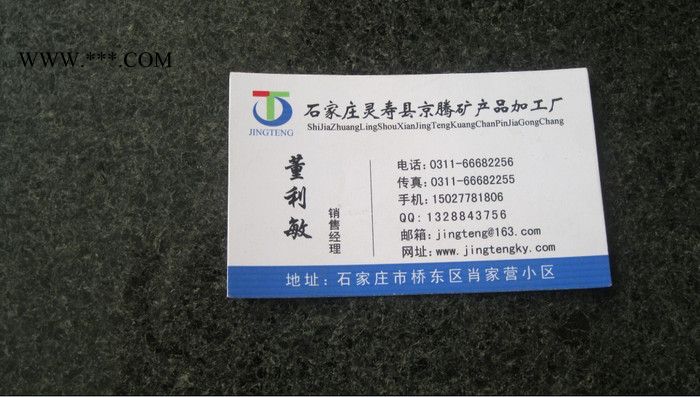 WWW.***.COM
JINGTENG
石家庄灵寿县京腾矿产品加工厂
ShiJiaZhuangLingShouXianJingTengKuangChanPinJiaGongChang
董利敏
销售经理
电话:0311-66682256
传真:0311-66682255
手机:15027781806
QQ:1328843756
邮箱:jingteng@163.com
网址:www.jingtengky.com
地址:石家庄市桥东区肖家营小区